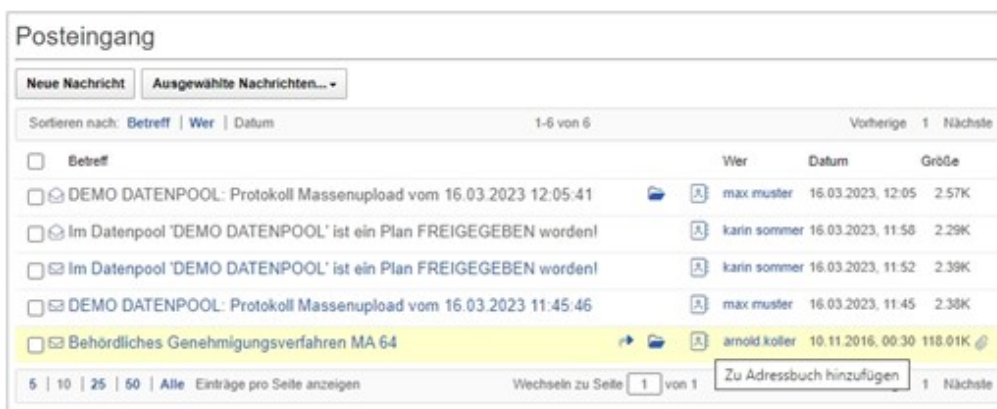 Posteingang
Neue Nachricht Ausgewählte Nachrichten...
Sortieren nach: Betreff | Wer | Datum 1-6 von 6 Vorherige 1 Nächste
Betreff Wer Datum Größe
DEMO DATENPOOL: Protokoll Massenupload vom 16.03.2023 12:05:41 max muster 16.03.2023, 12:05 2.57K
Im Datenpool 'DEMO DATENPOOL' ist ein Plan FREIGEGEBEN worden! karin sommer 16.03.2023, 11:58 2.29K
Im Datenpool 'DEMO DATENPOOL' ist ein Plan FREIGEGEBEN worden! karin sommer 16.03.2023, 11:52 2.39K
DEMO DATENPOOL: Protokoll Massenupload vom 16.03.2023 11:45:46 max muster 16.03.2023, 11:45 2.38K
Behördliches Genehmigungsverfahren MA 64 arnold koller 10.11.2016, 00:30 118.01K
5 | 10 | 25 | 50 | Alle Einträge pro Seite anzeigen Wechseln zu Seite 1 von 1 Zu Adressbuch hinzufügen 1 Nächste